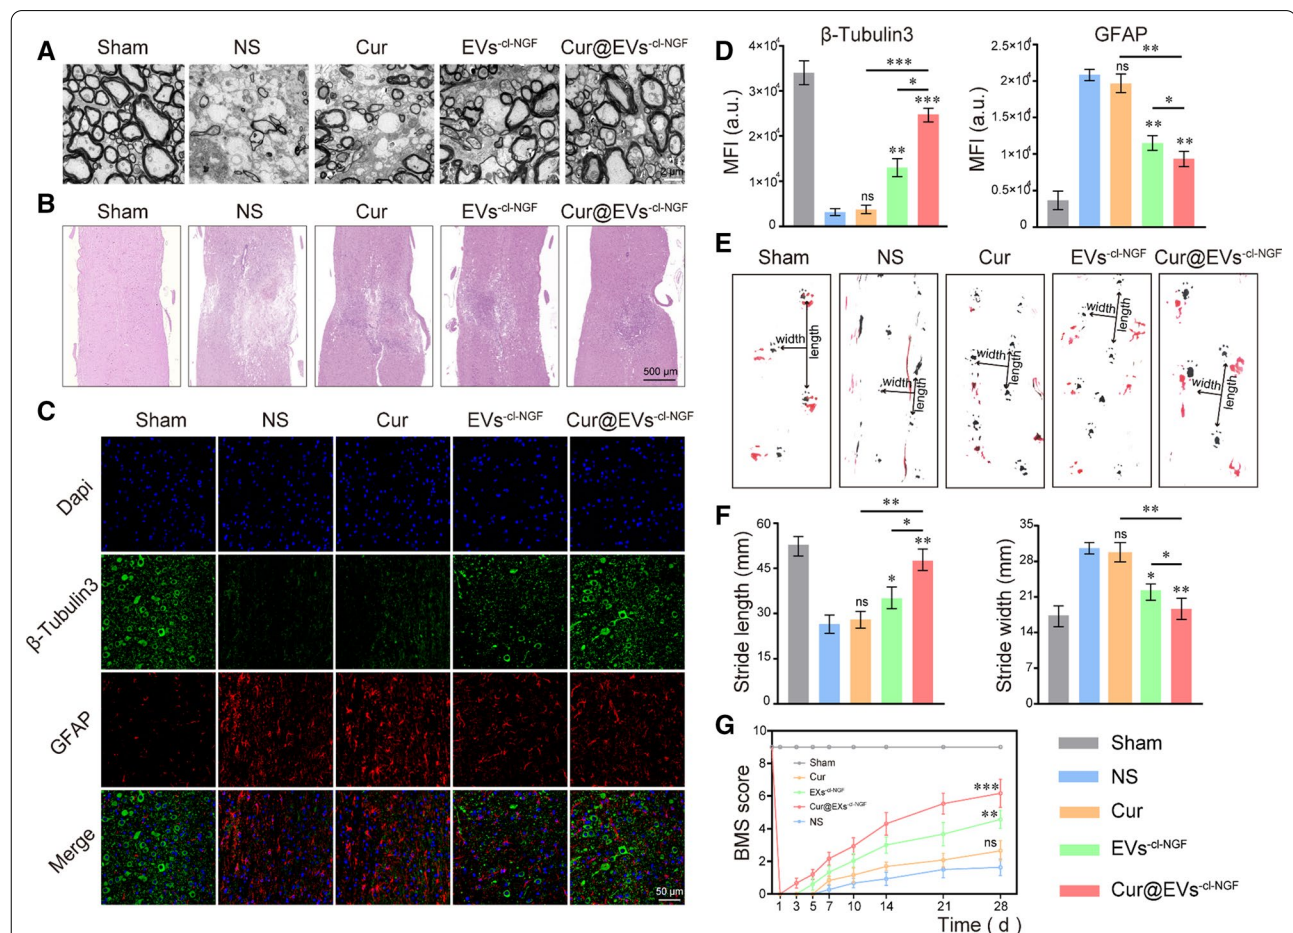 A
Sham NS Cur EVs-cl-NGF Cur@EVs-cl-NGF
2 μm
B
Sham NS Cur EVs-cl-NGF Cur@EVs-cl-NGF
500 μm
C
Sham NS Cur EVs-cl-NGF Cur@EVs-cl-NGF
Dapi
β-Tubulin3
GFAP
Merge
50 μm
D
β-Tubulin3
MFI (a.u.)
5×10⁴
4×10⁴
3×10⁴
2×10⁴
1×10⁴
0
***
*
***
**
ns
GFAP
MFI (a.u.)
2.5×10⁴
2×10⁴
1.5×10⁴
1×10⁴
0.5×10⁴
0
**
ns
*
**
**
E
Sham NS Cur EVs-cl-NGF Cur@EVs-cl-NGF
width length
width length
width length
width length
width length
F
Stride length (mm)
60
45
30
15
0
**
*
**
*
ns
Stride width (mm)
35
28
21
14
7
0
**
ns
*
*
**
G
BMS score
10
8
6
4
2
0
Sham
Cur
EXs-cl-NGF
Cur@EXs-cl-NGF
NS
***
**
ns
1 3 5 7 10 14 21 28
Time ( d )
Sham
NS
Cur
EVs-cl-NGF
Cur@EVs-cl-NGF